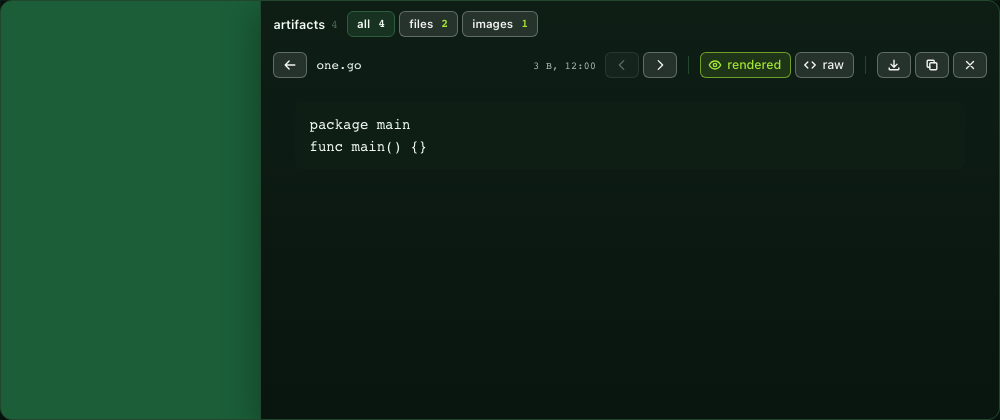 artifacts 4 all 4 files 2 images 1
one.go 3 B, 12:00 rendered raw
package main
func main() {}